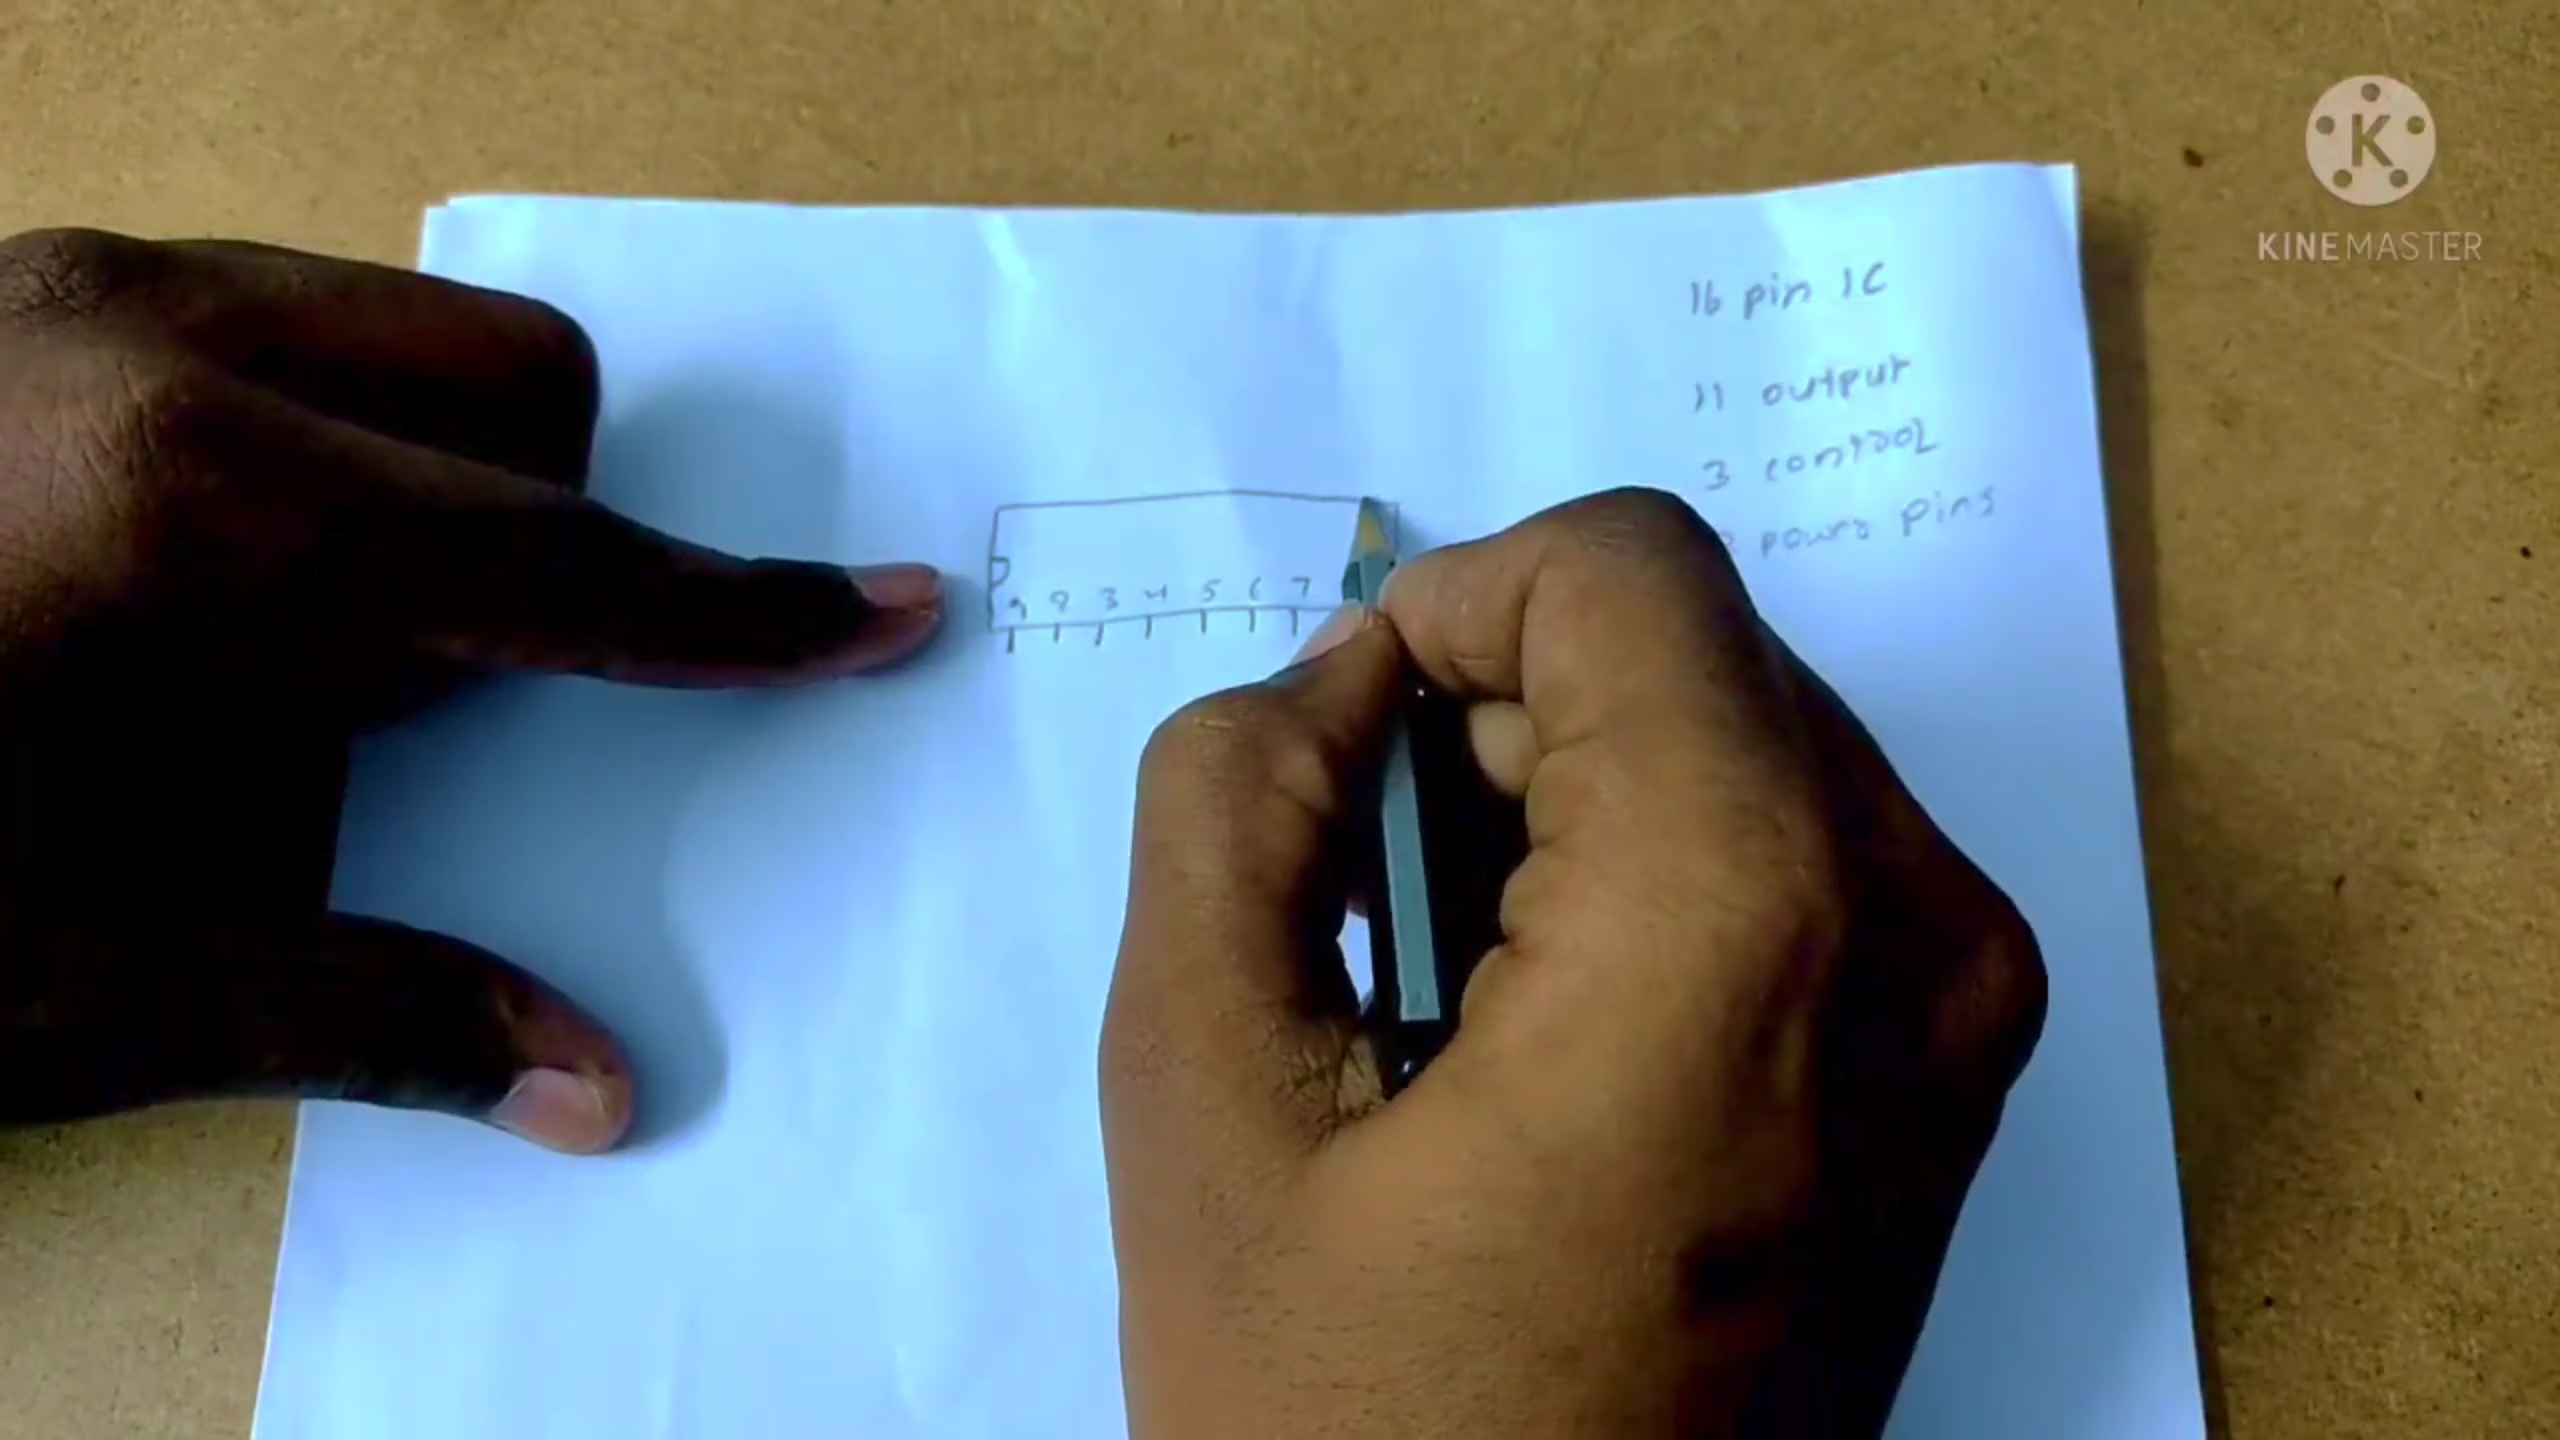 KINEMASTER
16 pin IC
11 output
3 control
power pins
1 2 3 4 5 6 7